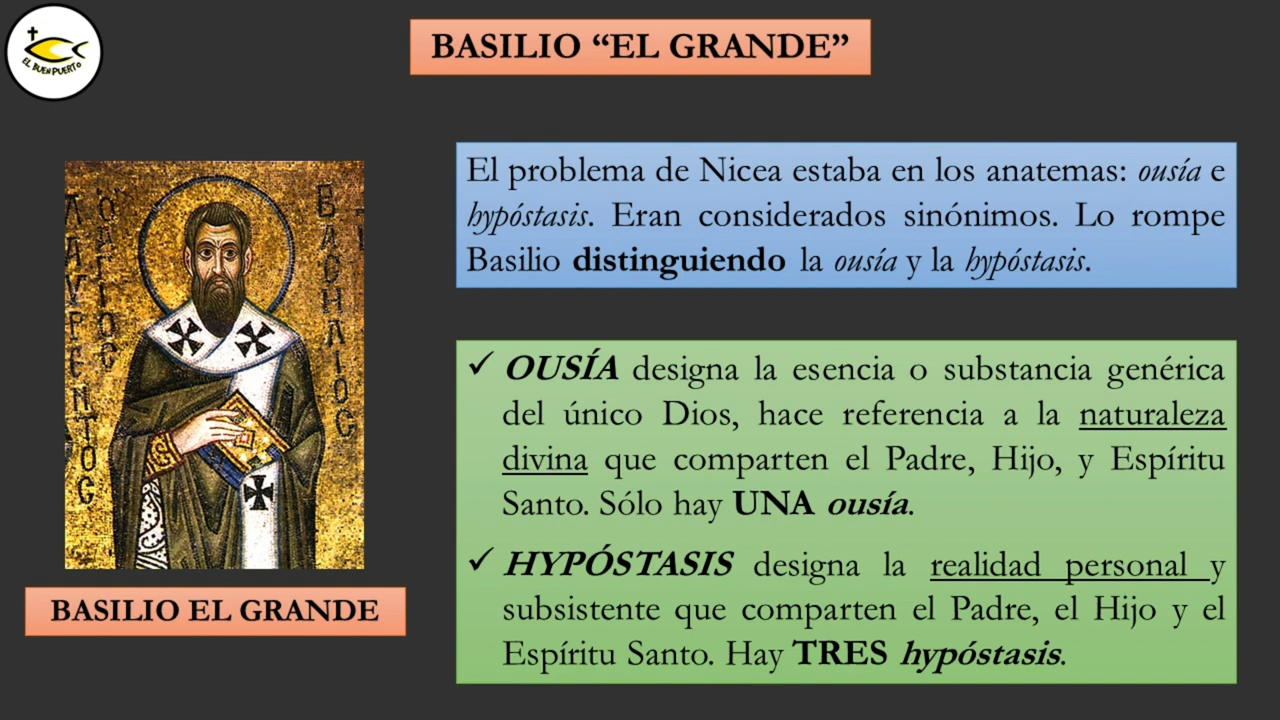 EL BUEN PUERTO
BASILIO “EL GRANDE”
El problema de Nicea estaba en los anatemas: ousía e
hypóstasis. Eran considerados sinónimos. Lo rompe
Basilio distinguiendo la ousía y la hypóstasis.
Ὁ ἍΓΙΟϹ
ΒΑϹΗΛΙΟϹ
✓ OUSÍA designa la esencia o substancia genérica
del único Dios, hace referencia a la naturaleza
divina que comparten el Padre, Hijo, y Espíritu
Santo. Sólo hay UNA ousía.
✓ HYPÓSTASIS designa la realidad personal y
subsistente que comparten el Padre, el Hijo y el
Espíritu Santo. Hay TRES hypóstasis.
BASILIO EL GRANDE